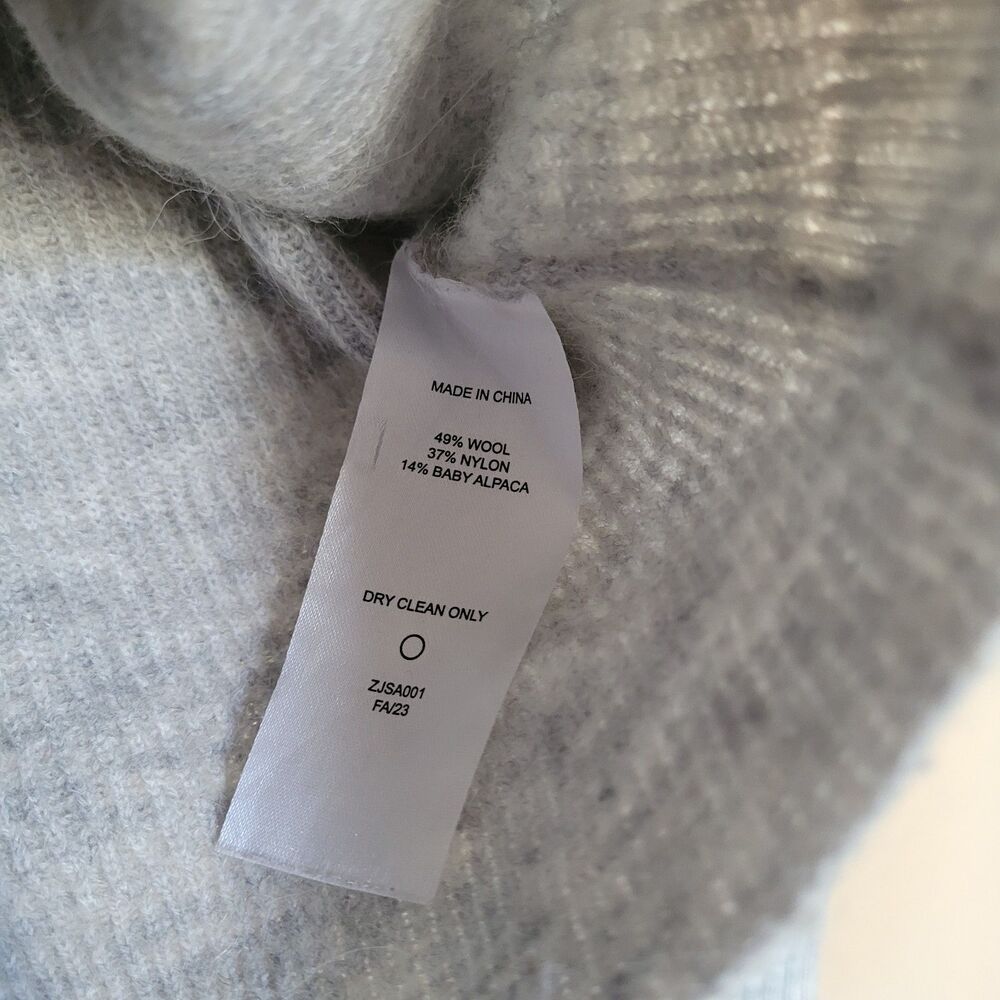 MADE IN CHINA
49% WOOL
37% NYLON
14% BABY ALPACA
DRY CLEAN ONLY
ZJSA001
FA/23